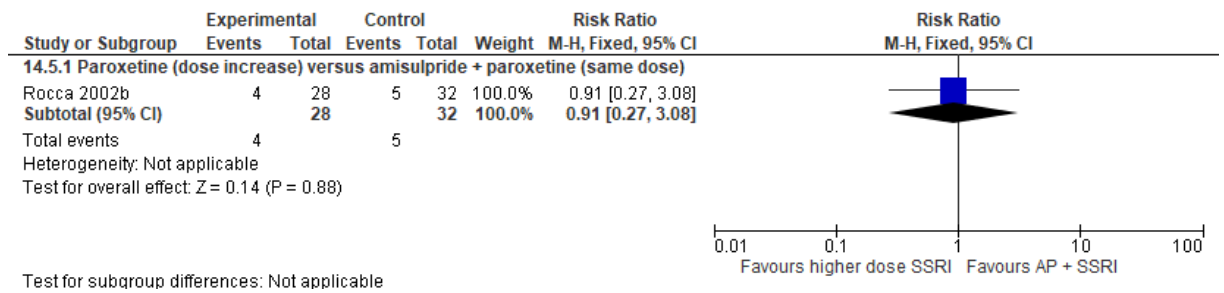 Experimental Control Risk Ratio Risk Ratio
Study or Subgroup Events Total Events Total Weight M-H, Fixed, 95% CI M-H, Fixed, 95% CI
14.5.1 Paroxetine (dose increase) versus amisulpride + paroxetine (same dose)
Rocca 2002b 4 28 5 32 100.0% 0.91 [0.27, 3.08]
Subtotal (95% CI) 28 32 100.0% 0.91 [0.27, 3.08]
Total events 4 5
Heterogeneity: Not applicable
Test for overall effect: Z = 0.14 (P = 0.88)
0.01 0.1 1 10 100
Favours higher dose SSRI Favours AP + SSRI
Test for subgroup differences: Not applicable